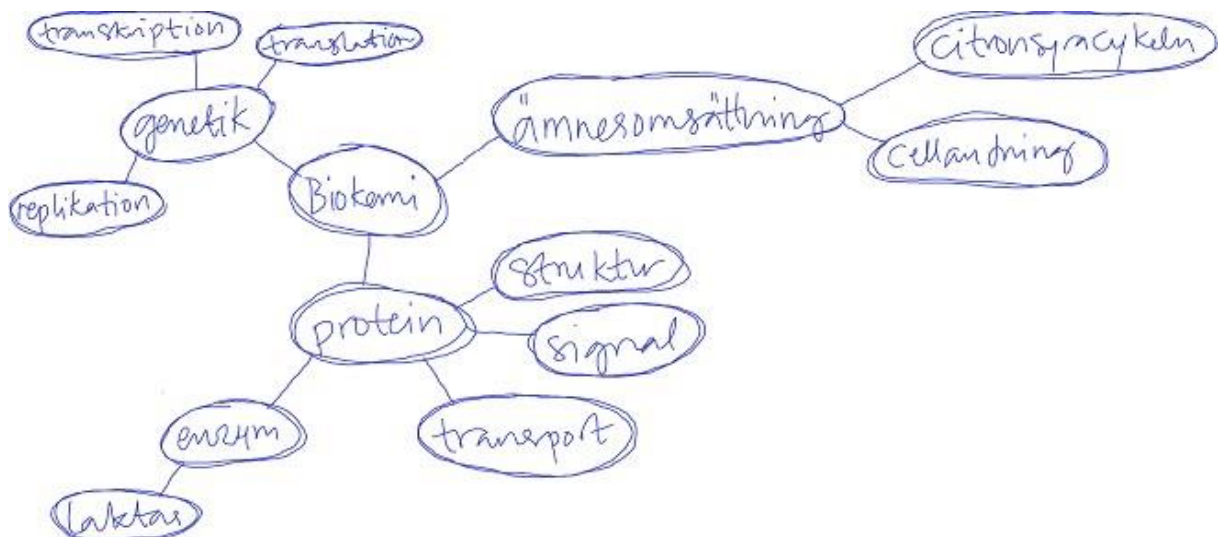 transkription
translation
citronsyracykeln
genetik
ämnesomsättning
cellandning
replikation
Biokemi
struktur
protein
signal
enzym
transport
laktas